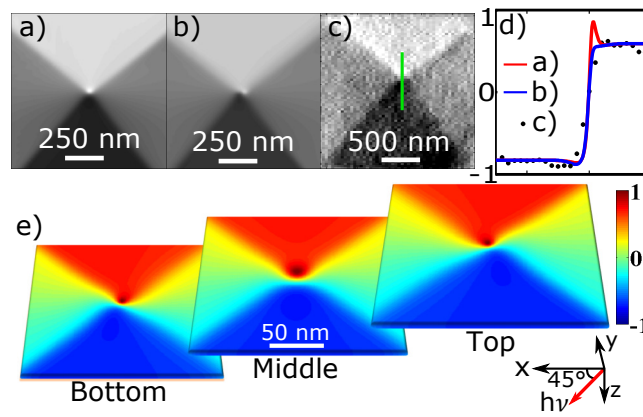 a)
250 nm
b)
250 nm
c)
500 nm
d)
1
0
-1
a)
b)
c)
e)
Bottom
50 nm
Middle
Top
1
0
-1
x
y
z
45°
hν